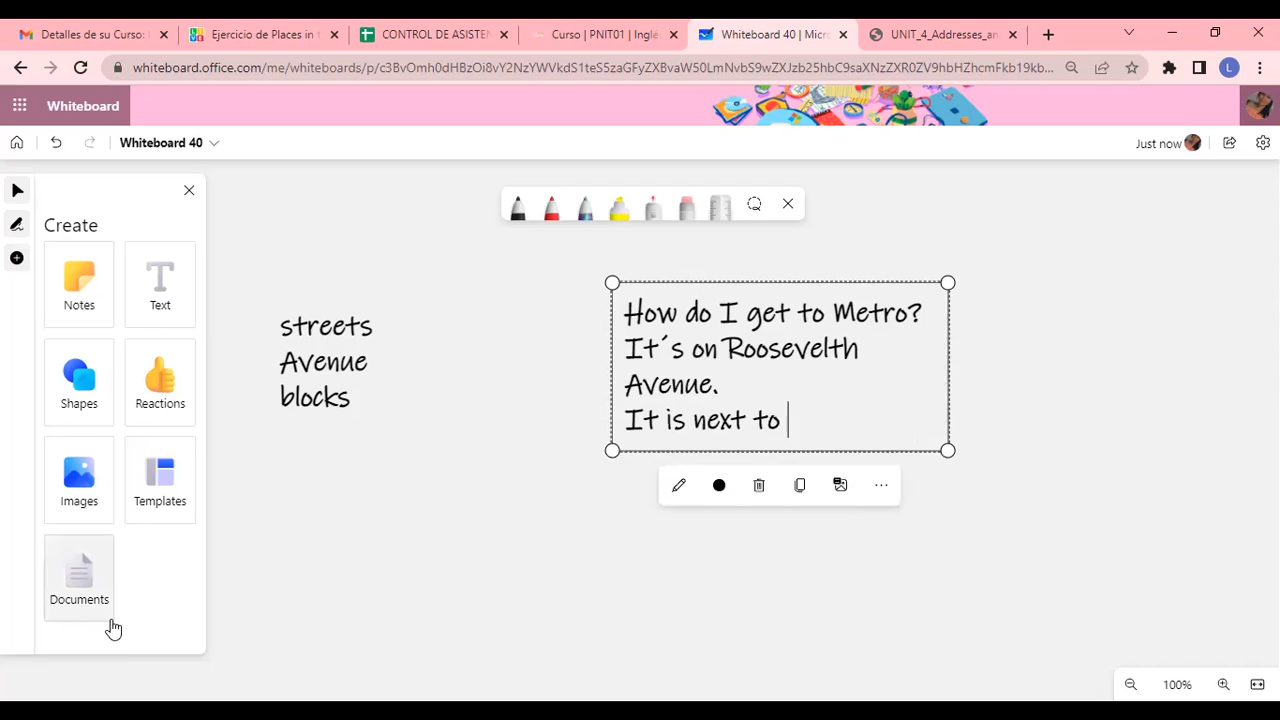 Detalles de su Curso:
Ejercicio de Places in t
CONTROL DE ASISTEN
Curso | PNIT01 | Ingle
Whiteboard 40 | Micr
UNIT_4_Addresses_an
L
Whiteboard
Whiteboard 40
Just now
Create
Notes
Text
Shapes
Reactions
Images
Templates
Documents
streets
Avenue
blocks
How do I get to Metro?
It´s on Roosevelth
Avenue.
It is next to
100%